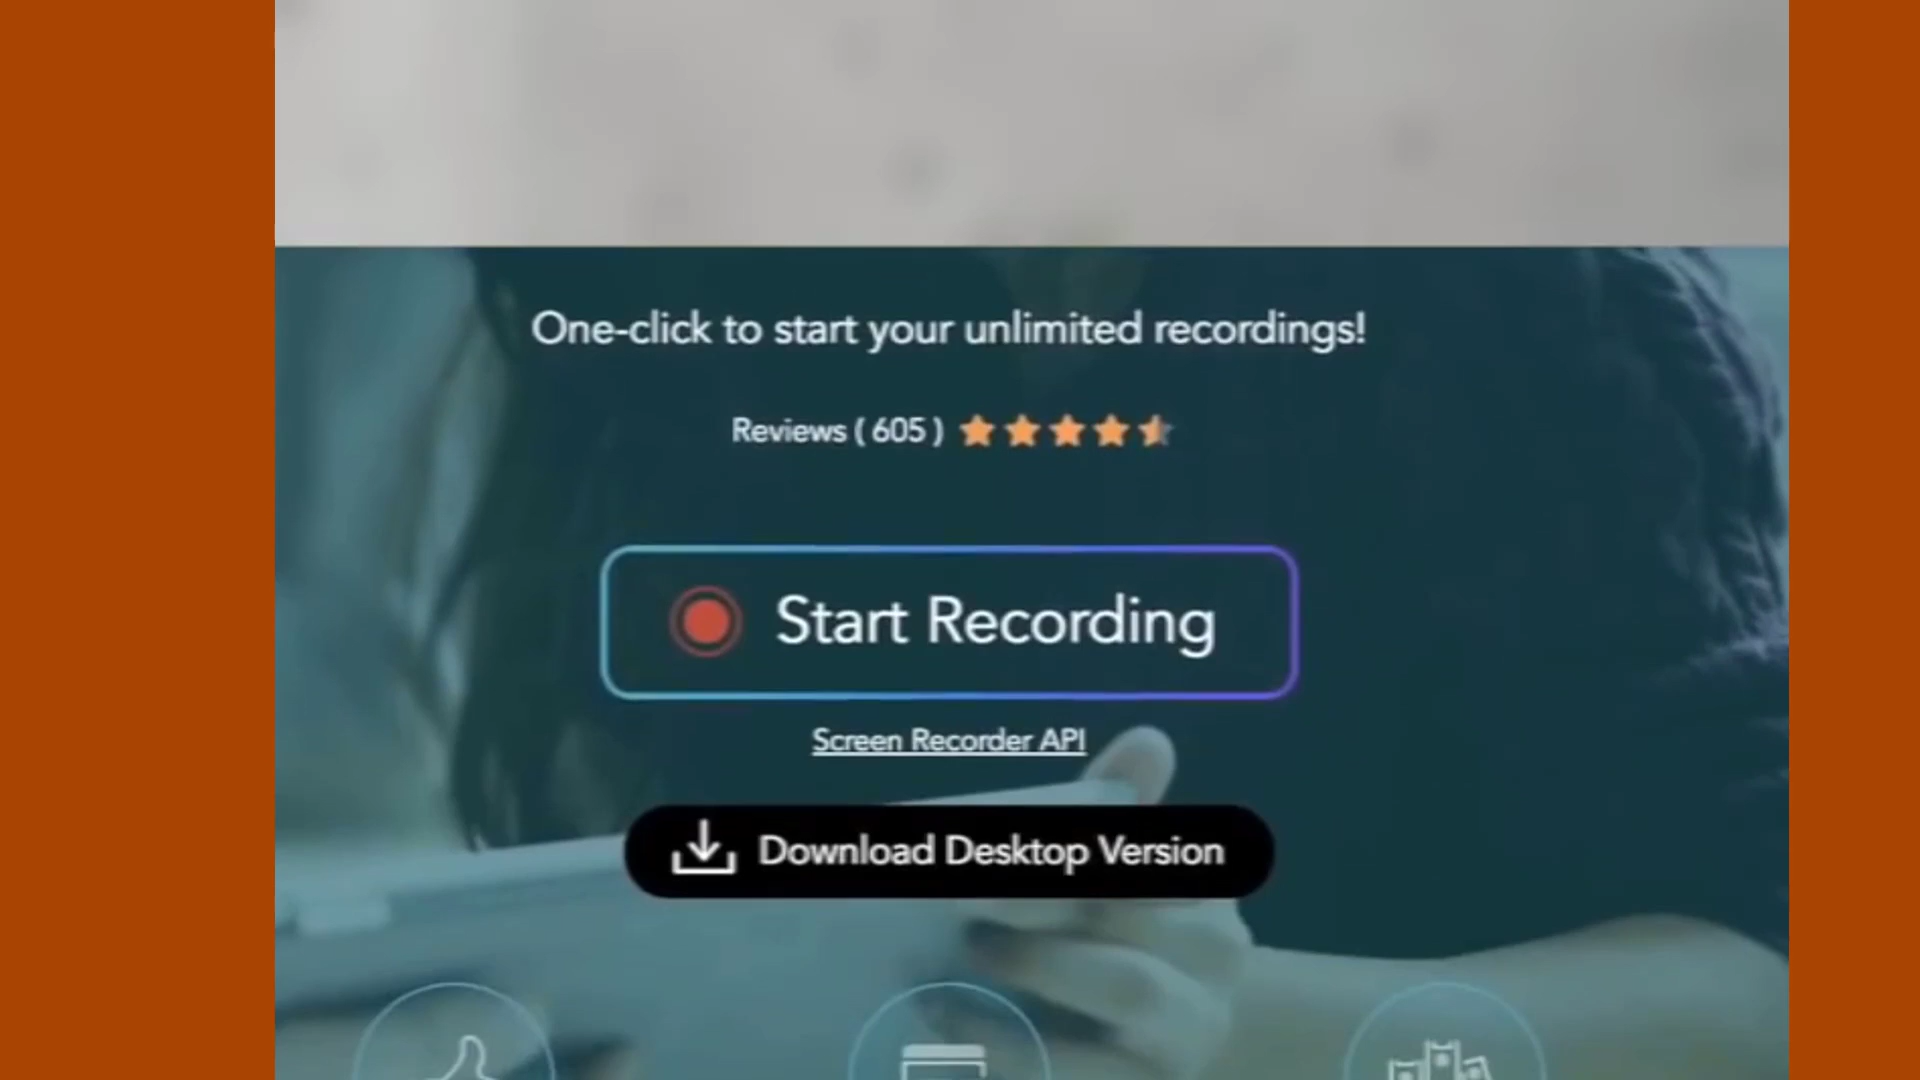 One-click to start your unlimited recordings!
Reviews ( 605 )
Start Recording
Screen Recorder API
Download Desktop Version